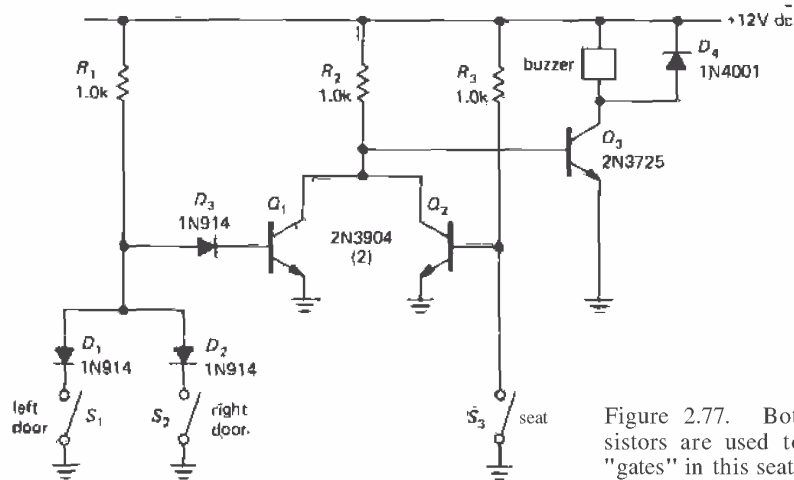 +12V dc
R1
1.0k
R2
1.0k
R3
1.0k
buzzer
D4
1N4001
Q3
2N3725
D3
1N914
Q1
Q2
2N3904
(2)
D1
1N914
D2
1N914
left
door
S1
S2
right
door
S3
seat
Figure 2.77. Bot
sistors are used to
"gates" in this seat